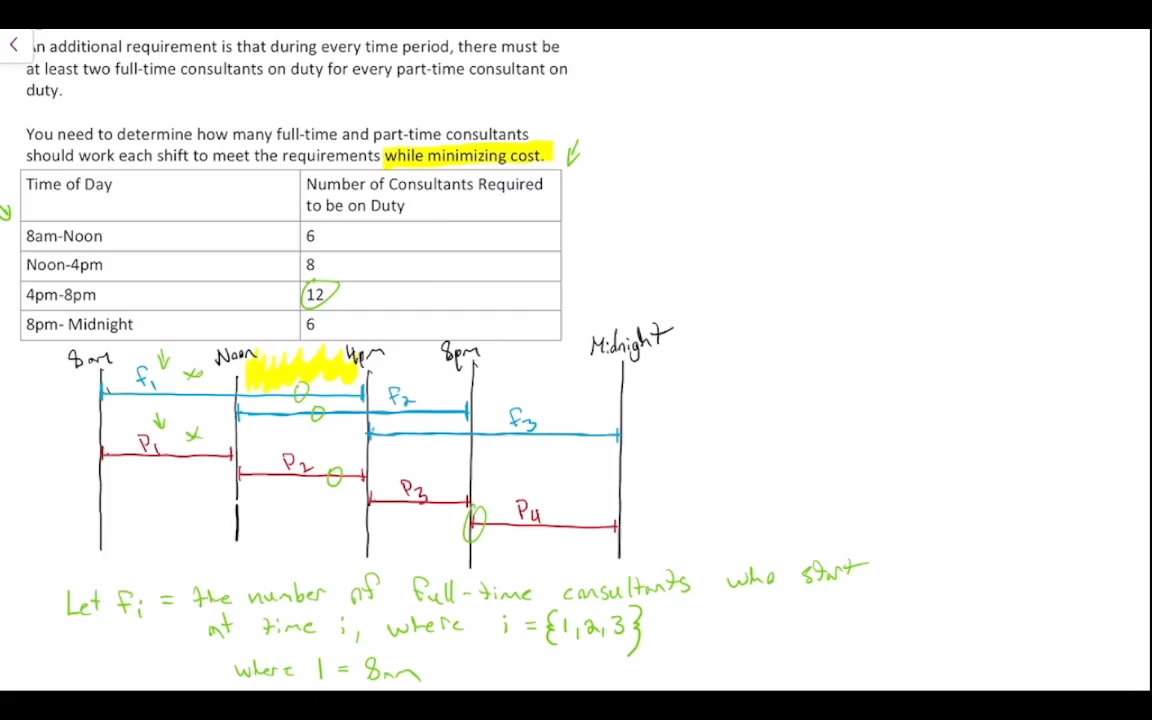 n additional requirement is that during every time period, there must be
at least two full-time consultants on duty for every part-time consultant on
duty.
You need to determine how many full-time and part-time consultants
should work each shift to meet the requirements while minimizing cost.
Time of Day
Number of Consultants Required
to be on Duty
8am-Noon
6
Noon-4pm
8
4pm-8pm
12
8pm- Midnight
6
8am
Noon
4pm
8pm
Midnight
f1
f2
f3
P1
P2
P3
P4
Let fi = the number of full-time consultants who start
at time i, where i = {1,2,3}
where 1 = 8am